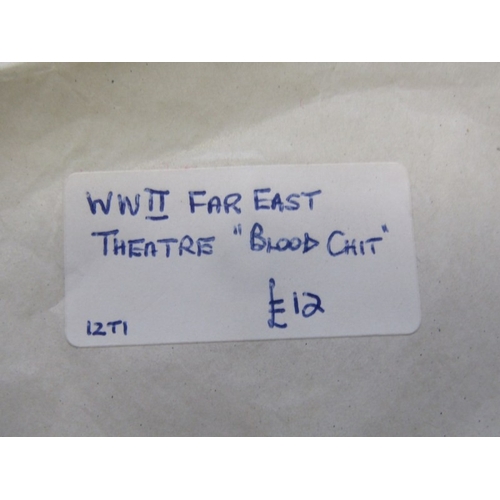 WWII FAR EAST
THEATRE "BLOOD CHIT"
£12
12T1